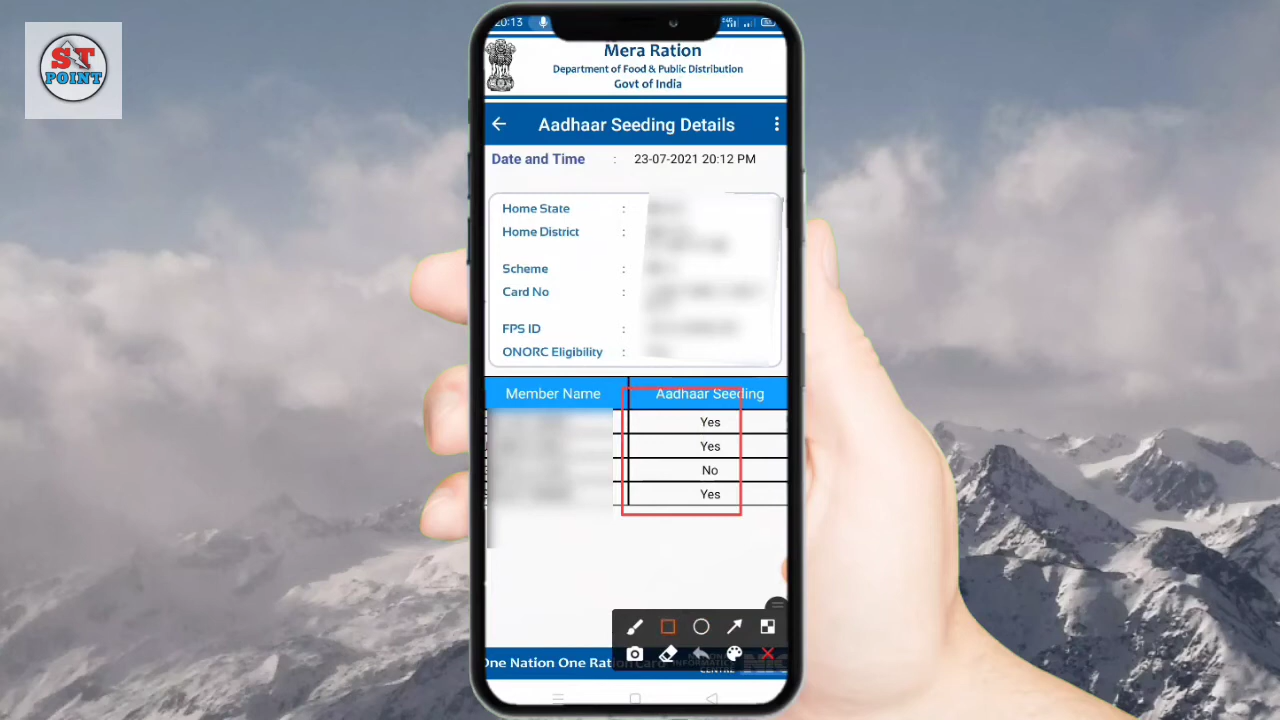 ST
POINT
20:13
Mera Ration
Department of Food & Public Distribution
Govt of India
Aadhaar Seeding Details
Date and Time : 23-07-2021 20:12 PM
Home State :
Home District :
Scheme :
Card No :
FPS ID :
ONORC Eligibility :
Member Name Aadhaar Seeding
Yes
Yes
No
Yes
One Nation One Ration Card
INFORMATICS
CENTRE